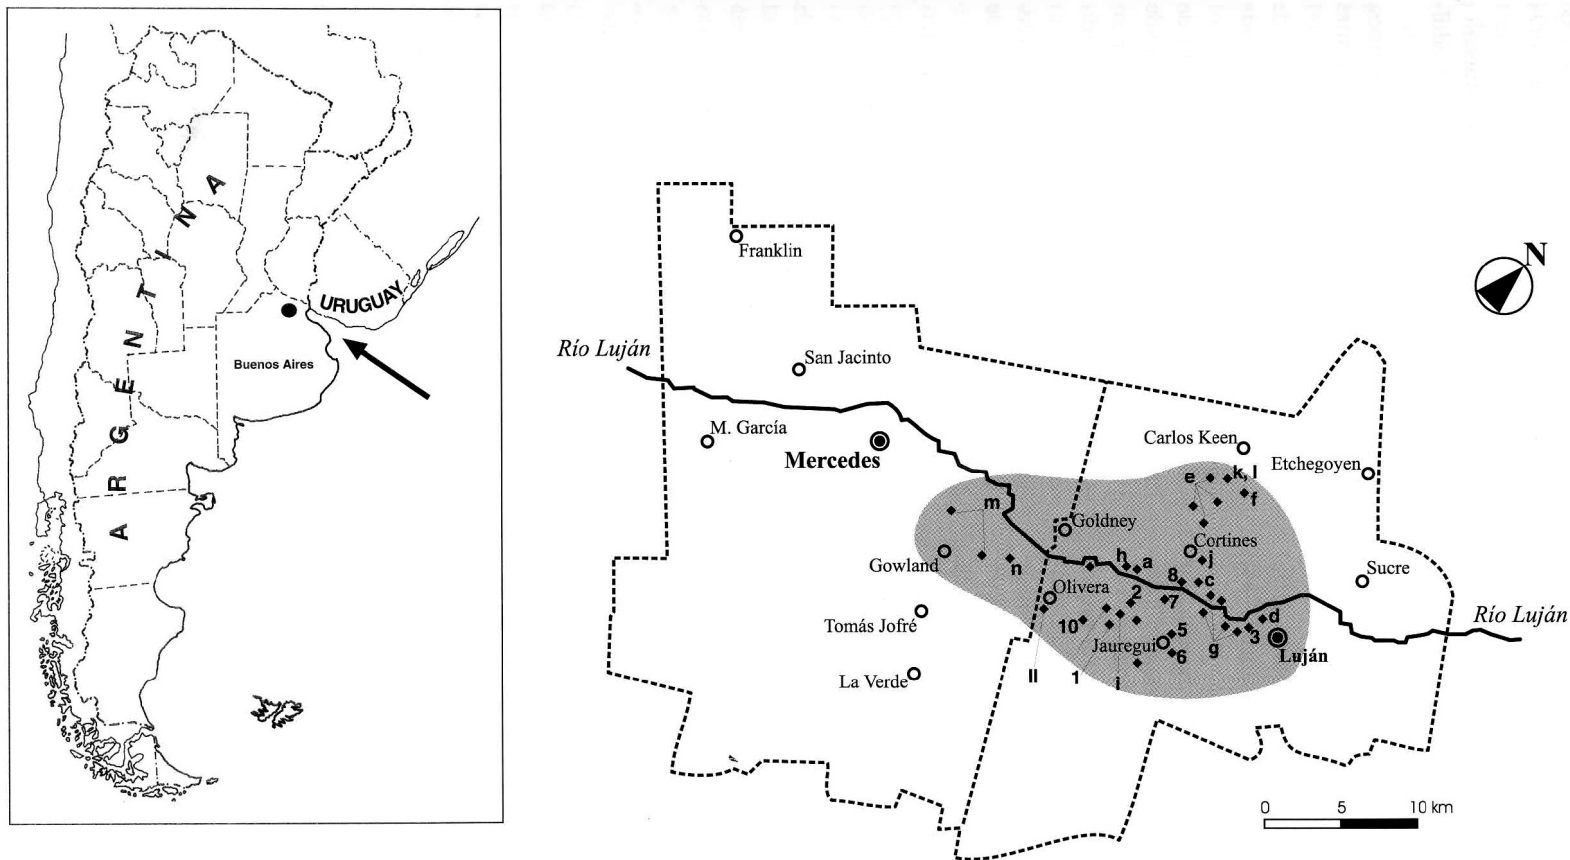 ARGENTINA
URUGUAY
Buenos Aires
N
Franklin
Río Luján
San Jacinto
M. García
Mercedes
Carlos Keen
Etchegoyen
e
k, l
f
m
Goldney
Cortines
Gowland
n
h
a
j
8
c
Sucre
Olivera
2
7
Río Luján
Tomás Jofré
10
5
d
3
Jauregui
g
6
Luján
La Verde
II
1
i
0 5 10 km